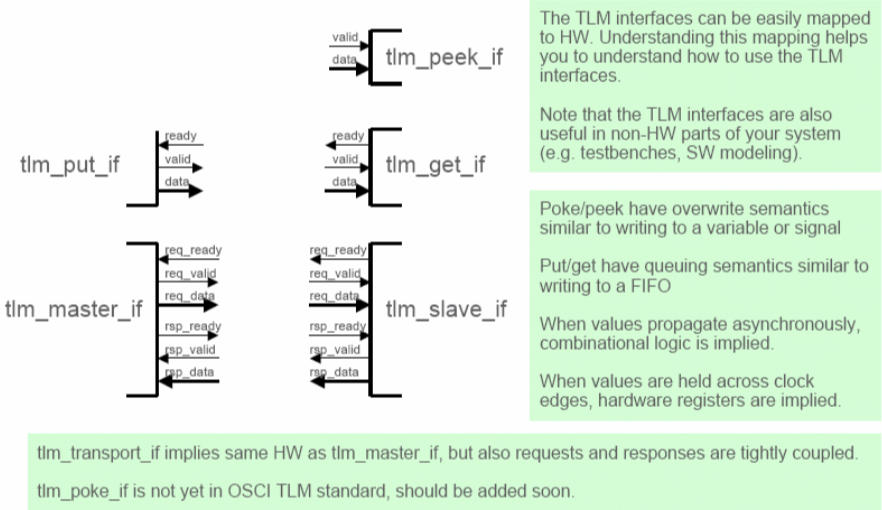 valid
data
tlm_peek_if
The TLM interfaces can be easily mapped
to HW. Understanding this mapping helps
you to understand how to use the TLM
interfaces.
Note that the TLM interfaces are also
useful in non-HW parts of your system
(e.g. testbenches, SW modeling).
tlm_put_if
ready
valid
data
ready
valid
data
tlm_get_if
Poke/peek have overwrite semantics
similar to writing to a variable or signal
Put/get have queuing semantics similar to
writing to a FIFO
When values propagate asynchronously,
combinational logic is implied.
When values are held across clock
edges, hardware registers are implied.
tlm_master_if
req_ready
req_valid
req_data
rsp_ready
rsp_valid
rsp_data
req_ready
req_valid
req_data
rsp_ready
rsp_valid
rsp_data
tlm_slave_if
tlm_transport_if implies same HW as tlm_master_if, but also requests and responses are tightly coupled.
tlm_poke_if is not yet in OSCI TLM standard, should be added soon.